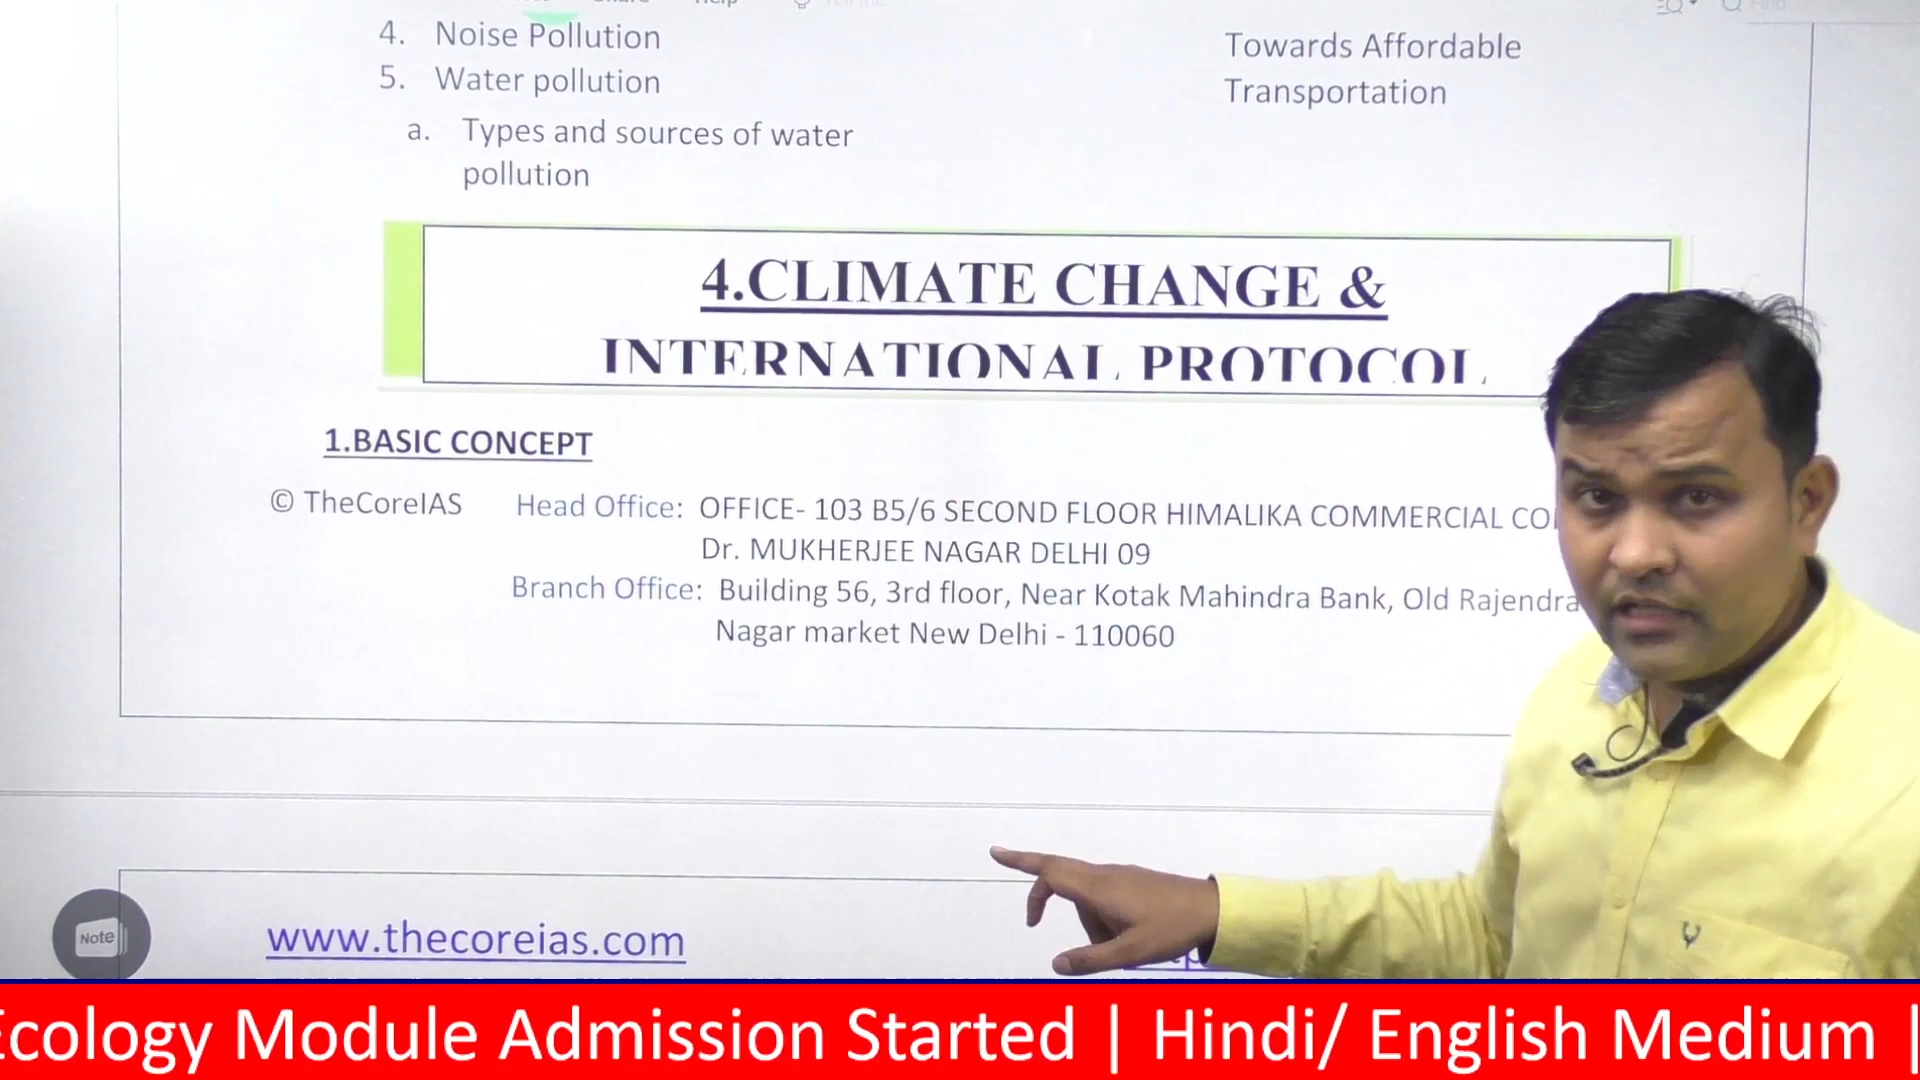 4. Noise Pollution
5. Water pollution
a. Types and sources of water
pollution
Towards Affordable
Transportation
4.CLIMATE CHANGE &
INTERNATIONAL PROTOCOL
1.BASIC CONCEPT
© TheCoreIAS Head Office: OFFICE- 103 B5/6 SECOND FLOOR HIMALIKA COMMERCIAL
Dr. MUKHERJEE NAGAR DELHI 09
Branch Office: Building 56, 3rd floor, Near Kotak Mahindra Bank, Old Rajendra
Nagar market New Delhi - 110060
Note
www.thecoreias.com
Ecology Module Admission Started | Hindi/ English Medium |